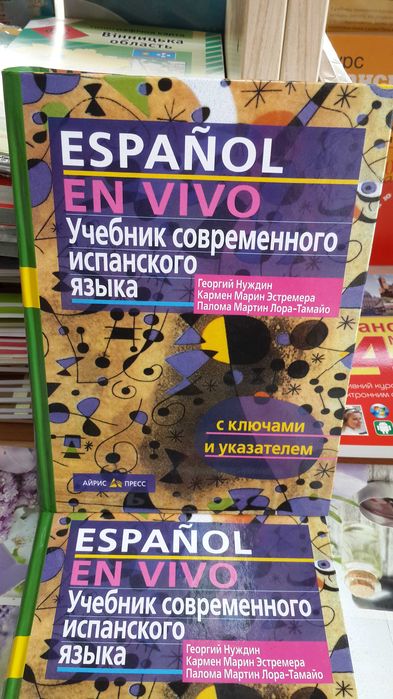 Вінницька
область
ESPAÑOL
EN VIVO
Учебник современного
испанского
языка
Георгий Нуждин
Кармен Марин Эстремера
Палома Мартин Лора-Тамайо
с ключами
и указателем
АЙРИС ПРЕСС
ESPAÑOL
EN VIVO
Учебник современного
испанского
языка
Георгий Нуждин
Кармен Марин Эстремера
Палома Мартин Лора-Тамайо